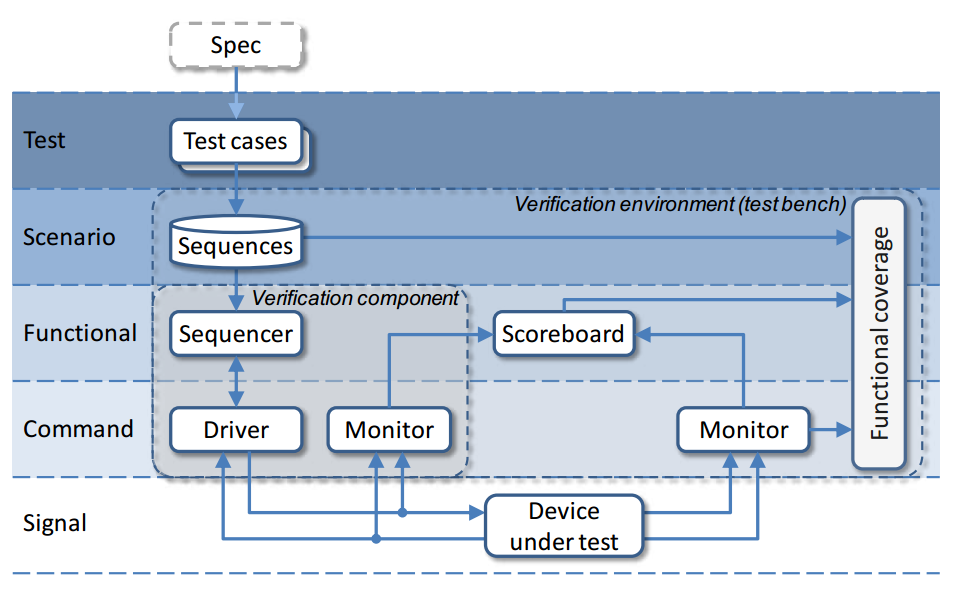 Spec
Test
Test cases
Verification environment (test bench)
Scenario
Sequences
Verification component
Functional
Sequencer
Scoreboard
Functional coverage
Command
Driver
Monitor
Monitor
Signal
Device
under test